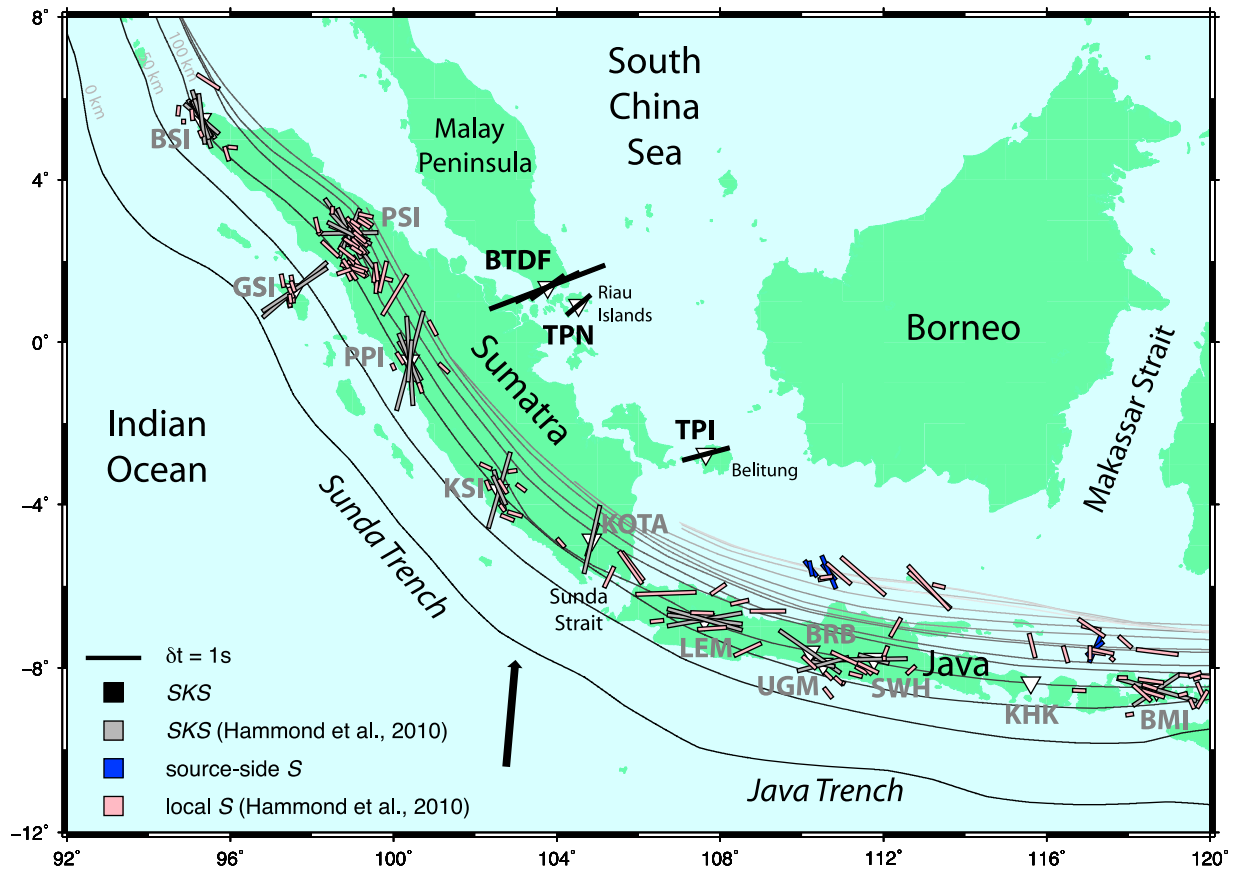 8°
4°
0°
−4°
−8°
−12°
92°
96°
100°
104°
108°
112°
116°
120°
0 km
50 km
100 km
South
China
Sea
Malay
Peninsula
BSI
PSI
GSI
BTDF
Riau
Islands
TPN
PPI
Sumatra
Borneo
Makassar Strait
Indian
Ocean
TPI
Belitung
KSI
Sunda Trench
KOTA
Sunda
Strait
LEM
BRB
Java
UGM
SWH
KHK
BMI
Java Trench
δt = 1s
SKS
SKS (Hammond et al., 2010)
source-side S
local S (Hammond et al., 2010)